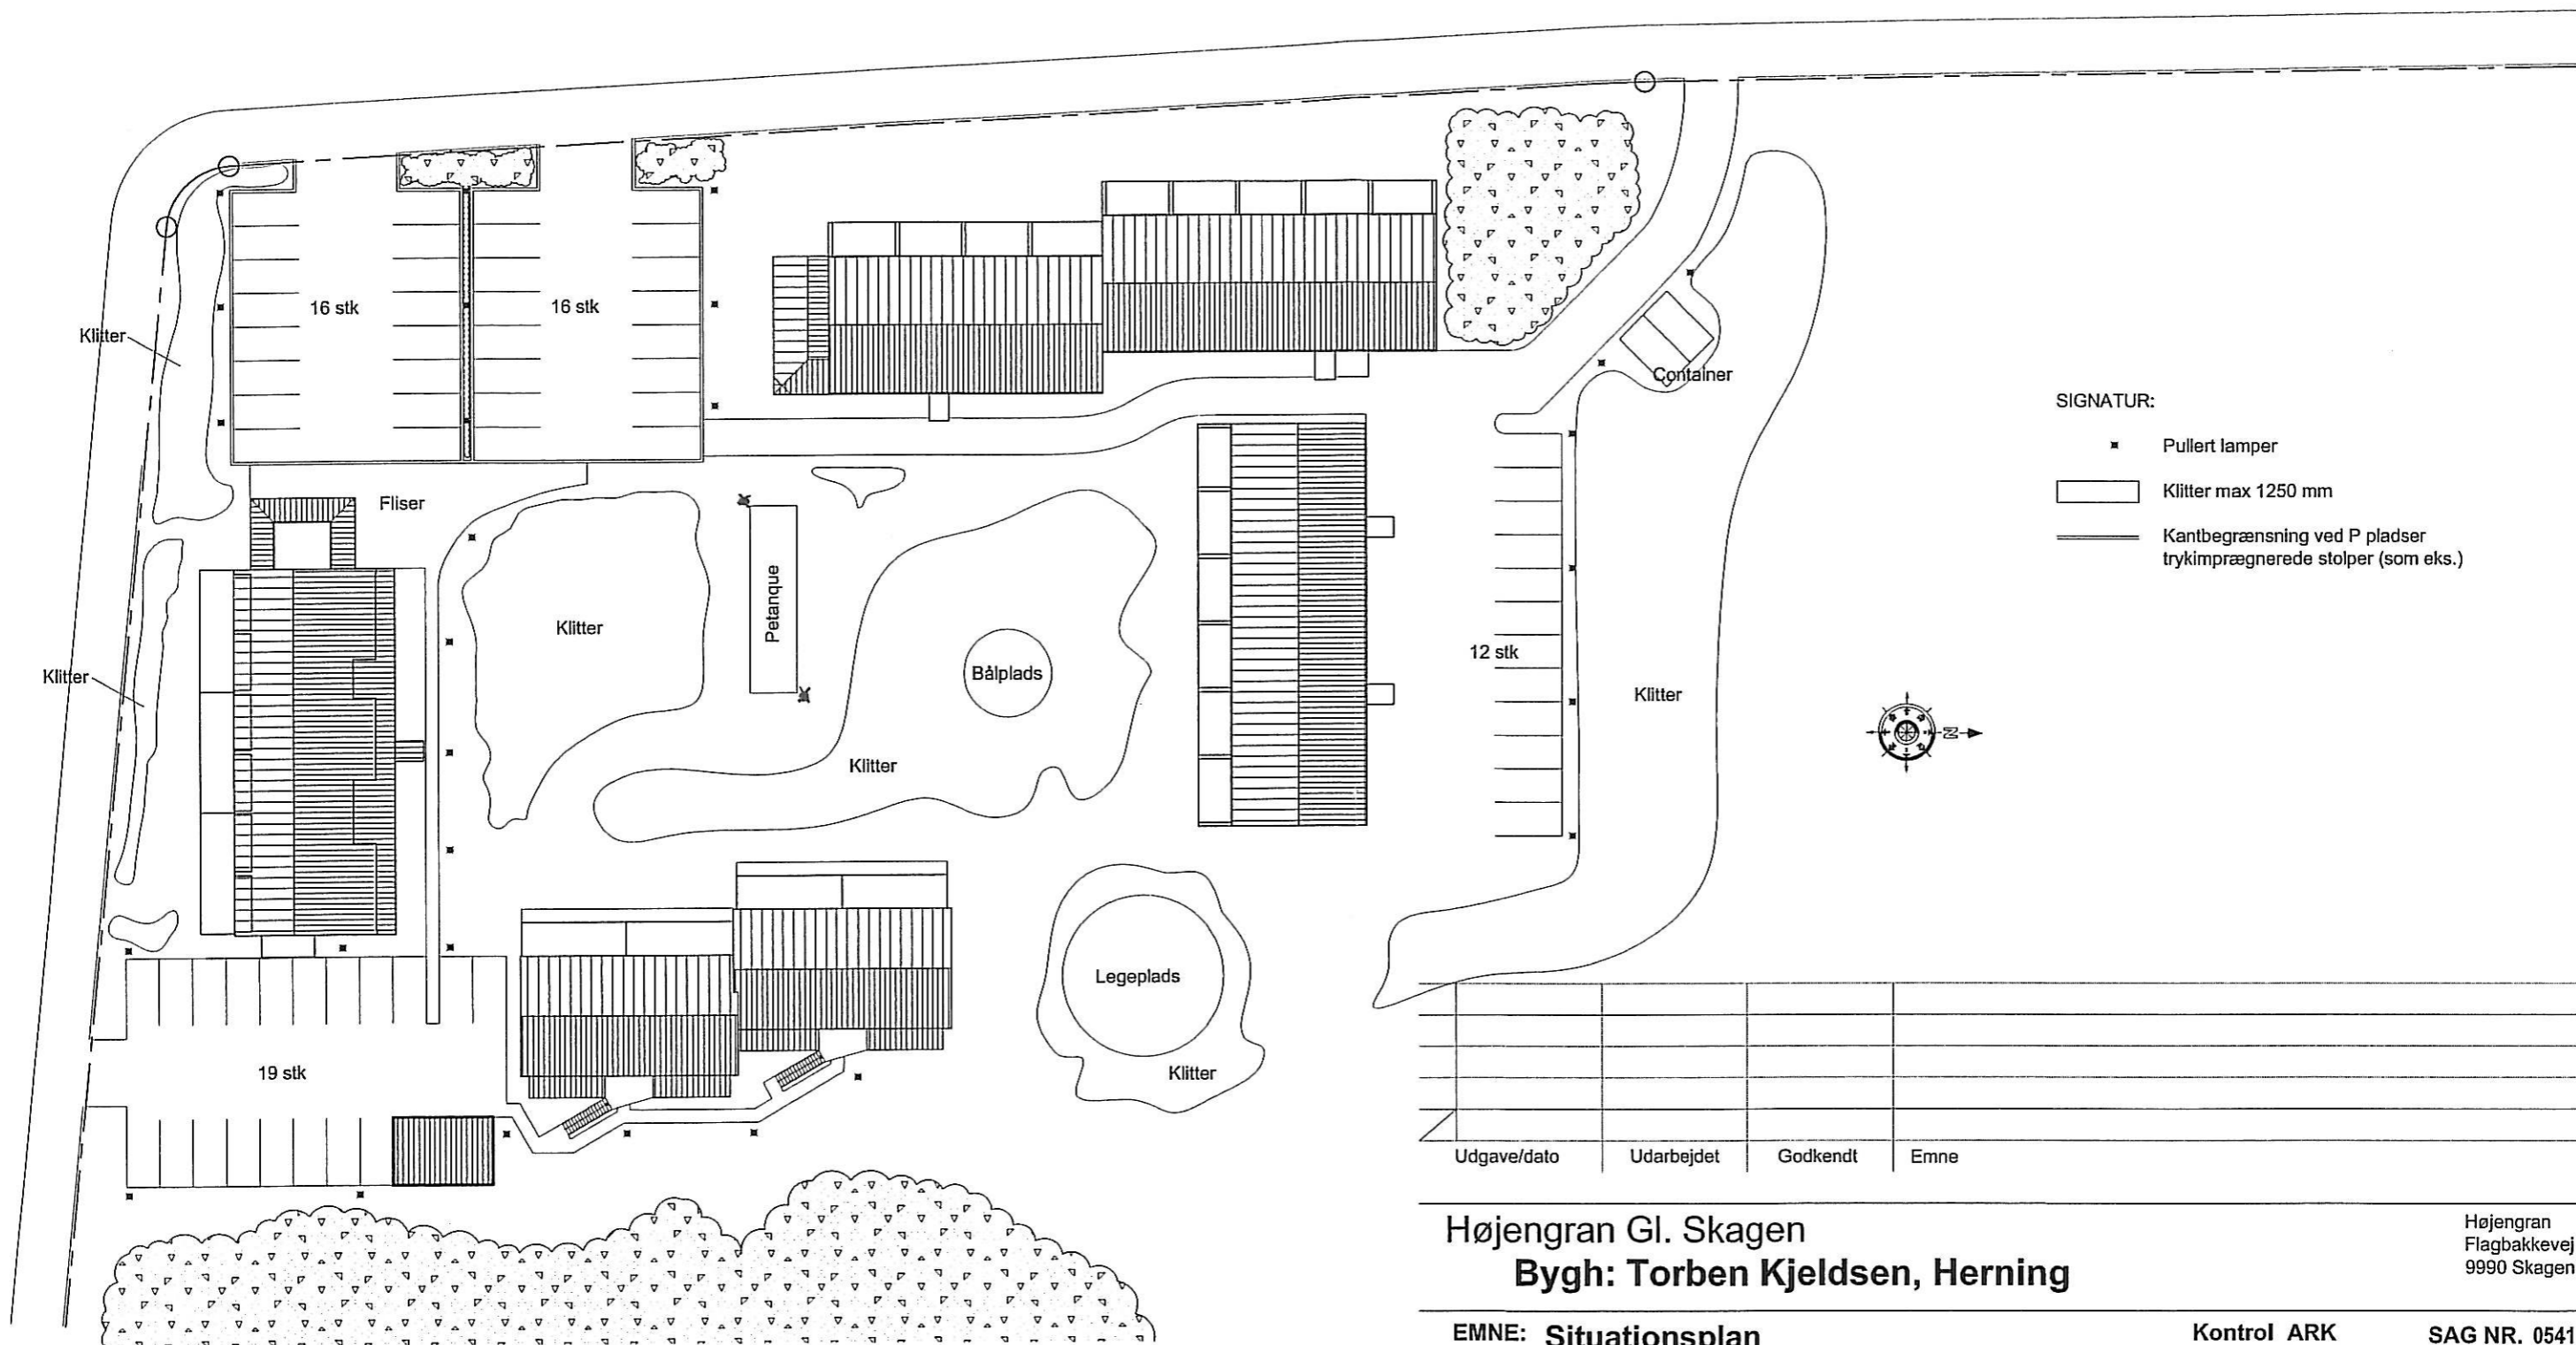 16 stk
16 stk
Klitter
Container
Fliser
Petanque
Klitter
Bålplads
Klitter
12 stk
Klitter
Klitter
Legeplads
Klitter
19 stk
SIGNATUR:
Pullert lamper
Klitter max 1250 mm
Kantbegrænsning ved P pladser
trykimprægnerede stolper (som eks.)
N
Udgave/dato Udarbejdet Godkendt Emne
Højengran Gl. Skagen
Bygh: Torben Kjeldsen, Herning
Højengran
Flagbakkevej
9990 Skagen
EMNE: Situationsplan Kontrol ARK SAG NR. 0541